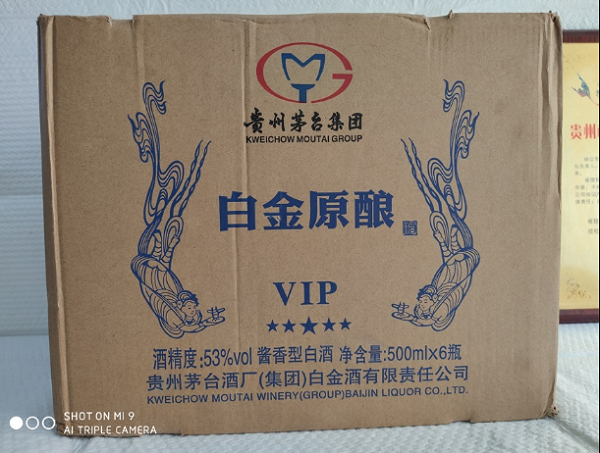 贵州茅台集团
KWEICHOW MOUTAI GROUP
白金原酿
VIP
酒精度:53%vol 酱香型白酒 净含量:500ml×6瓶
贵州茅台酒厂(集团)白金酒有限责任公司
KWEICHOW MOUTAI WINERY(GROUP)BAIJIN LIQUOR CO.,LTD.
贵州
SHOT ON MI 9
AI TRIPLE CAMERA